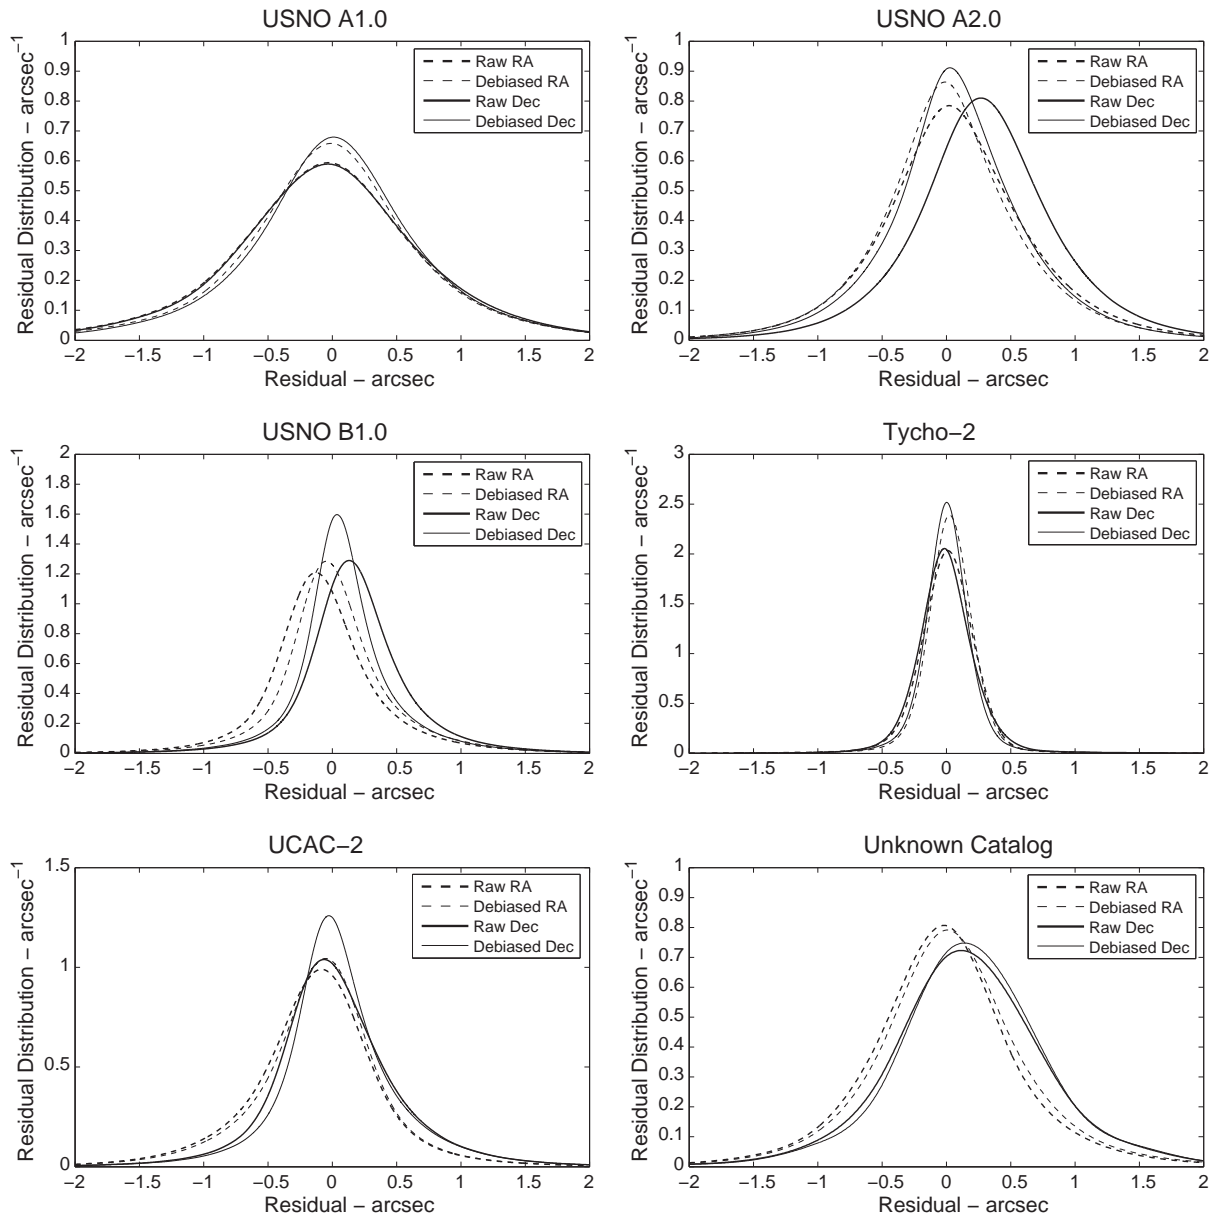 USNO A1.0
1
0.9
0.8
0.7
0.6
0.5
0.4
0.3
0.2
0.1
0
Residual Distribution − arcsec⁻¹
Raw RA
Debiased RA
Raw Dec
Debiased Dec
−2 −1.5 −1 −0.5 0 0.5 1 1.5 2
Residual − arcsec
USNO A2.0
1
0.9
0.8
0.7
0.6
0.5
0.4
0.3
0.2
0.1
0
Residual Distribution − arcsec⁻¹
Raw RA
Debiased RA
Raw Dec
Debiased Dec
−2 −1.5 −1 −0.5 0 0.5 1 1.5 2
Residual − arcsec
USNO B1.0
2
1.8
1.6
1.4
1.2
1
0.8
0.6
0.4
0.2
0
Residual Distribution − arcsec⁻¹
Raw RA
Debiased RA
Raw Dec
Debiased Dec
−2 −1.5 −1 −0.5 0 0.5 1 1.5 2
Residual − arcsec
Tycho−2
3
2.5
2
1.5
1
0.5
0
Residual Distribution − arcsec⁻¹
Raw RA
Debiased RA
Raw Dec
Debiased Dec
−2 −1.5 −1 −0.5 0 0.5 1 1.5 2
Residual − arcsec
UCAC−2
1.5
1
0.5
0
Residual Distribution − arcsec⁻¹
Raw RA
Debiased RA
Raw Dec
Debiased Dec
−2 −1.5 −1 −0.5 0 0.5 1 1.5 2
Residual − arcsec
Unknown Catalog
1
0.9
0.8
0.7
0.6
0.5
0.4
0.3
0.2
0.1
0
Residual Distribution − arcsec⁻¹
Raw RA
Debiased RA
Raw Dec
Debiased Dec
−2 −1.5 −1 −0.5 0 0.5 1 1.5 2
Residual − arcsec